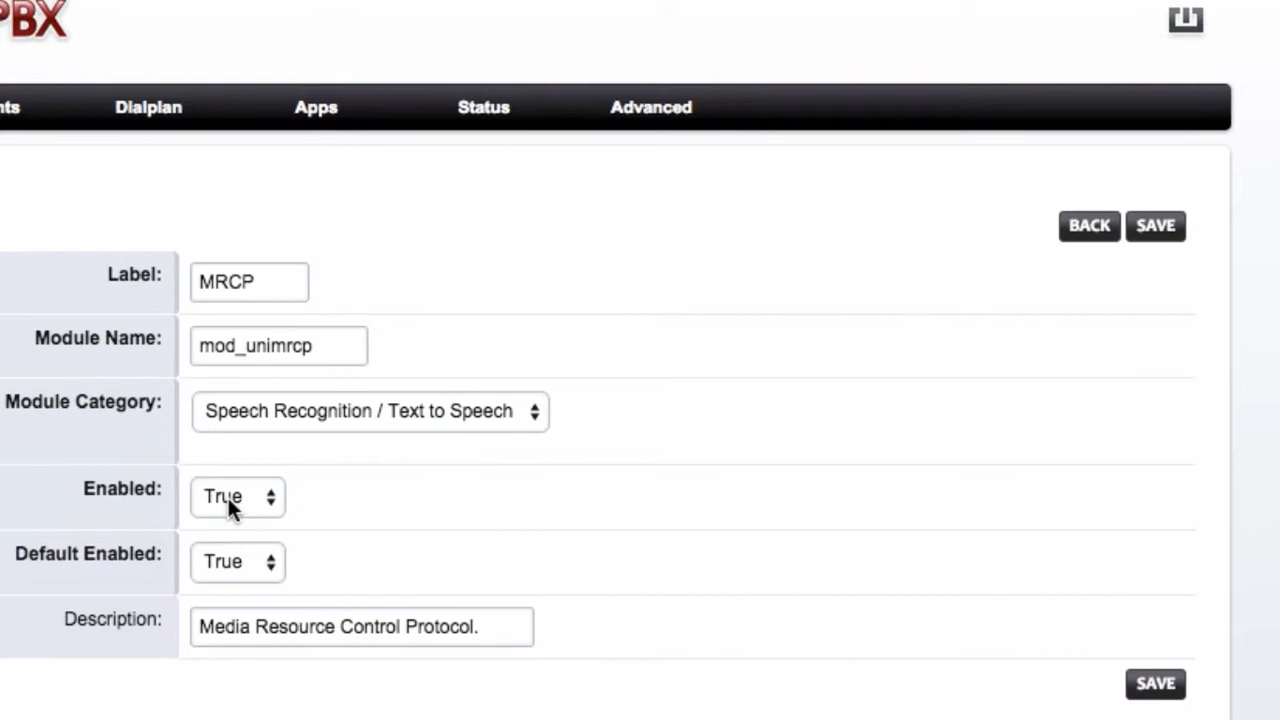 PBX
nts Dialplan Apps Status Advanced
BACK SAVE
Label: MRCP
Module Name: mod_unimrcp
Module Category: Speech Recognition / Text to Speech
Enabled: True
Default Enabled: True
Description: Media Resource Control Protocol.
SAVE